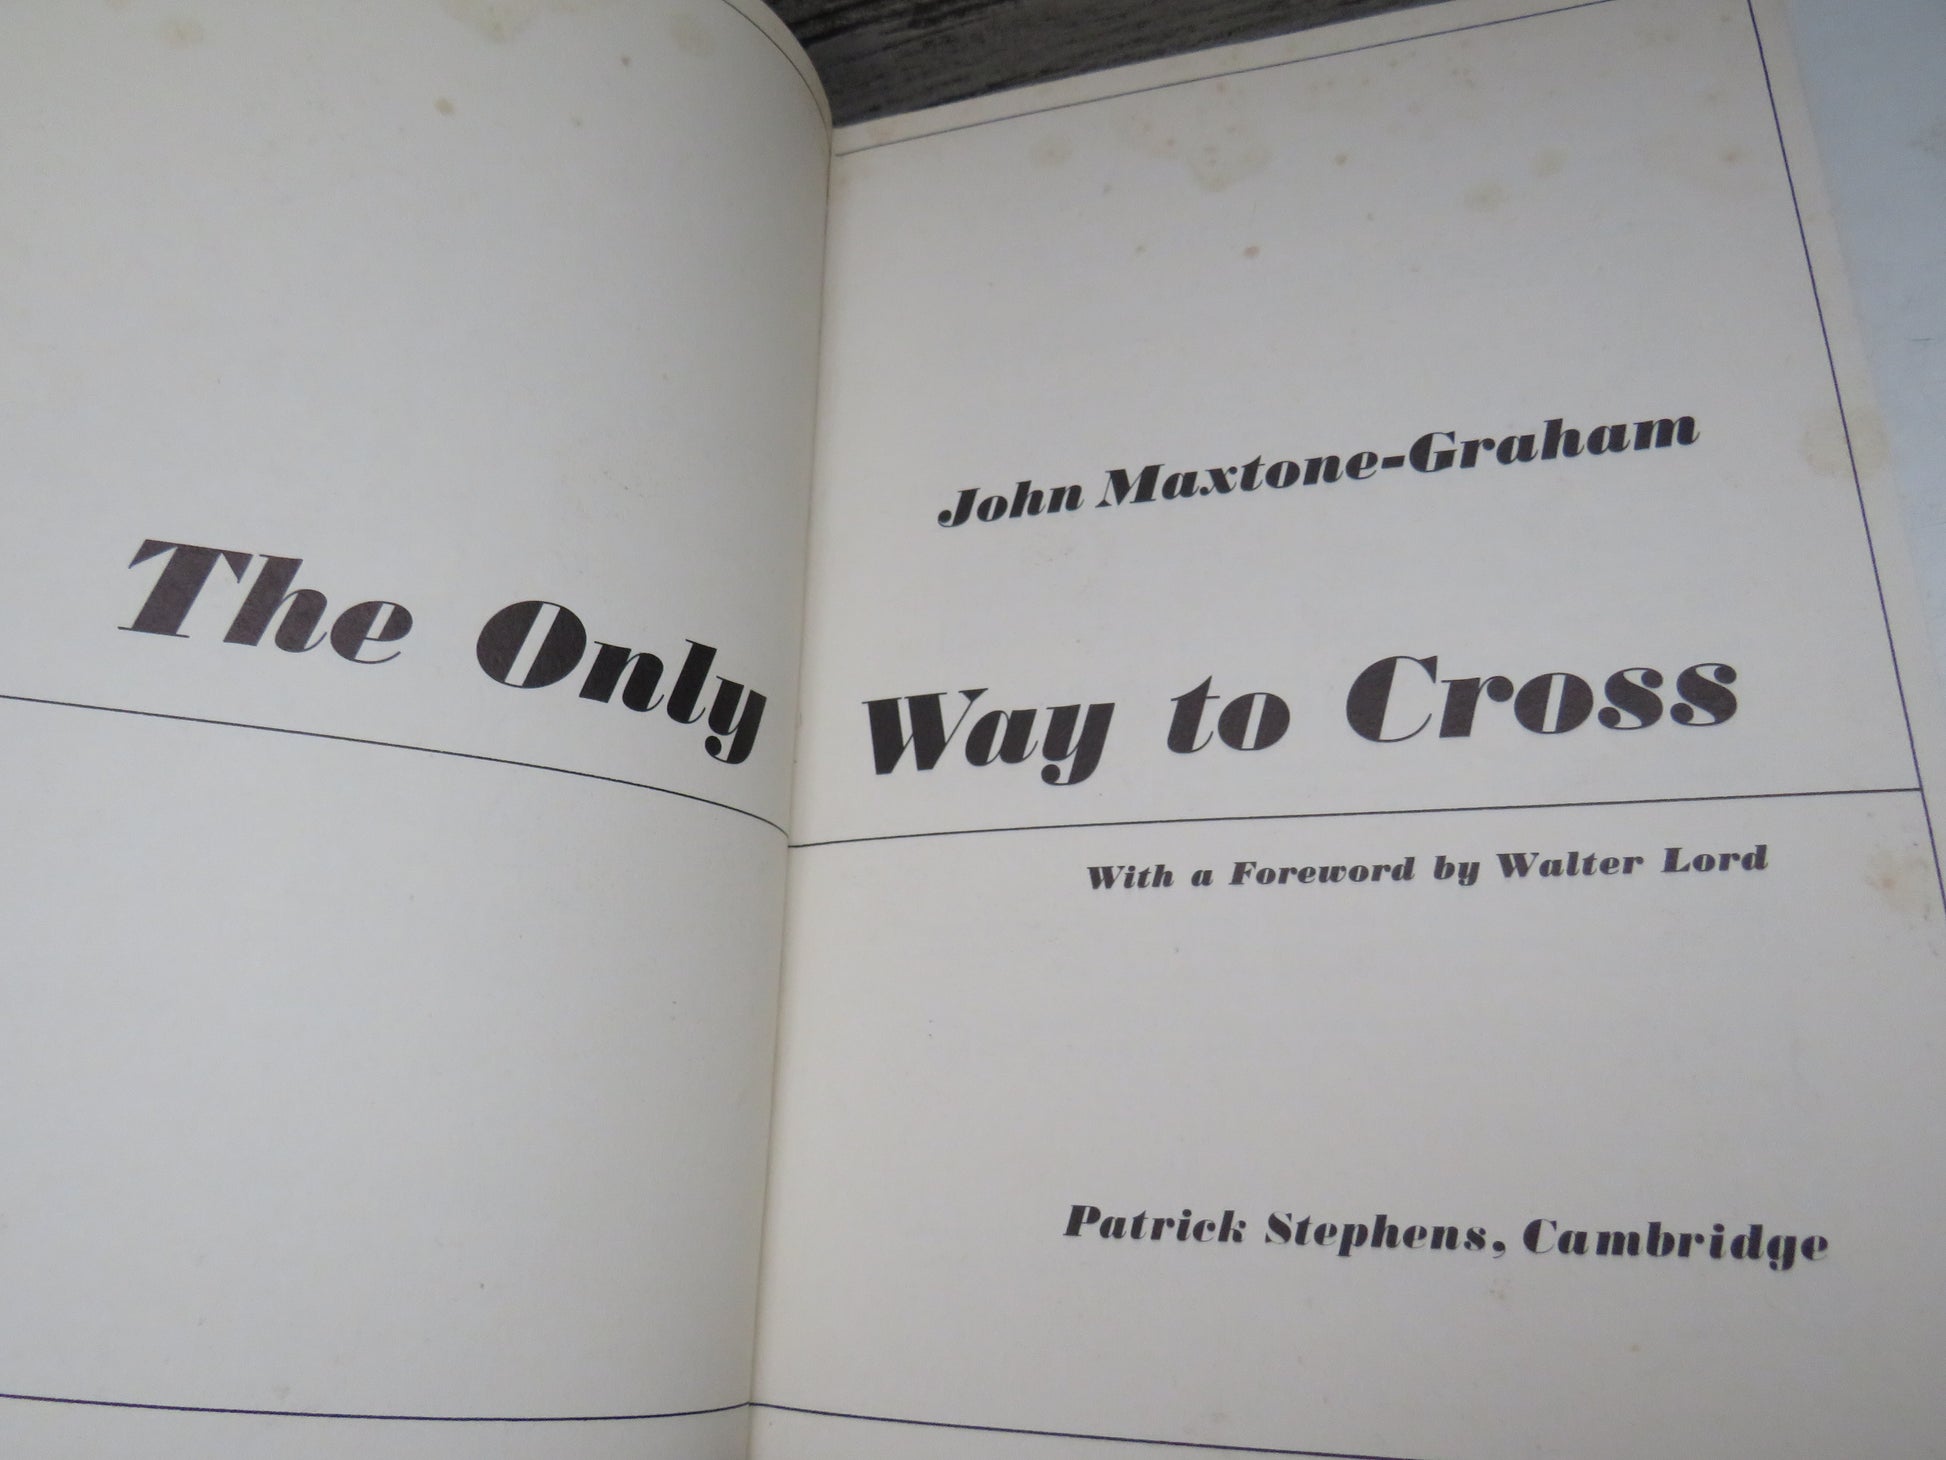 John Maxtone-Graham
The Only Way to Cross
With a Foreword by Walter Lord
Patrick Stephens, Cambridge